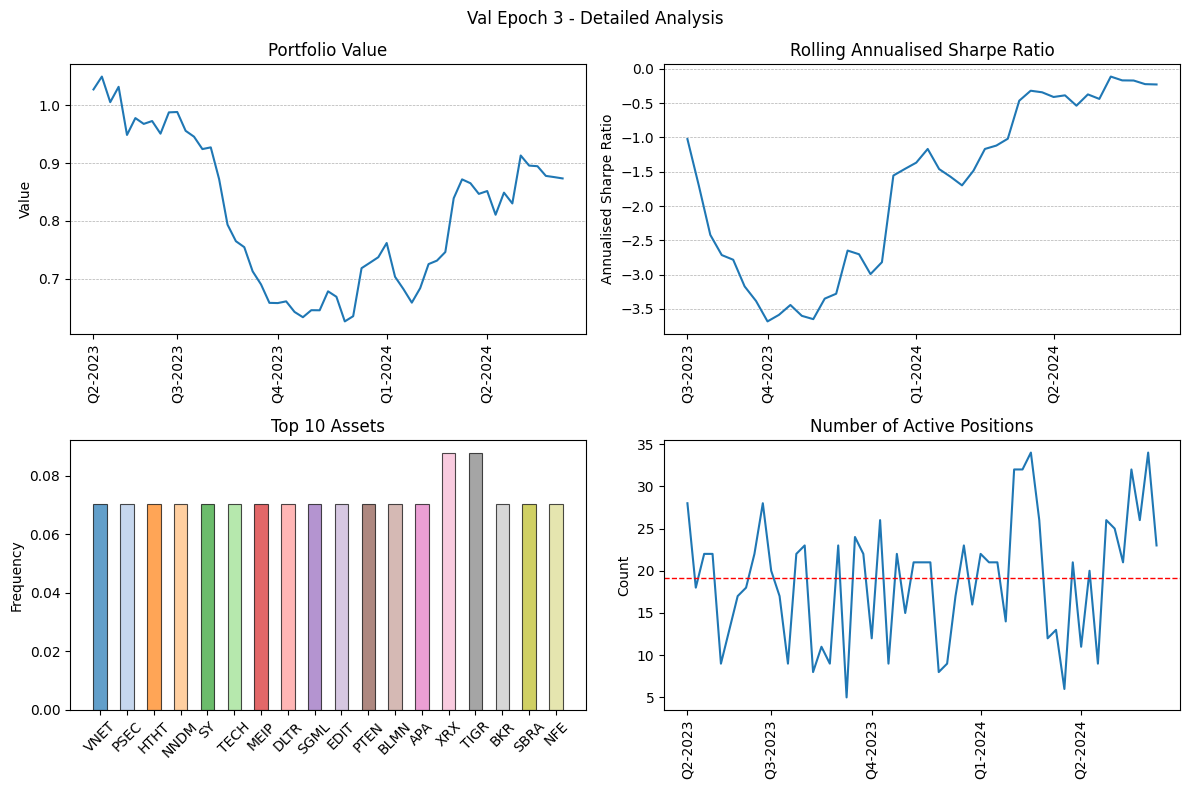 Val Epoch 3 - Detailed Analysis
Portfolio Value
Value
1.0
0.9
0.8
0.7
Q2-2023
Q3-2023
Q4-2023
Q1-2024
Q2-2024
Rolling Annualised Sharpe Ratio
Annualised Sharpe Ratio
0.0
−0.5
−1.0
−1.5
−2.0
−2.5
−3.0
−3.5
Q3-2023
Q4-2023
Q1-2024
Q2-2024
Top 10 Assets
Frequency
0.08
0.06
0.04
0.02
0.00
VNET
PSEC
HTHT
NNDM
SY
TECH
MEIP
DLTR
SGML
EDIT
PTEN
BLMN
APA
XRX
TIGR
BKR
SBRA
NFE
Number of Active Positions
Count
35
30
25
20
15
10
5
Q2-2023
Q3-2023
Q4-2023
Q1-2024
Q2-2024